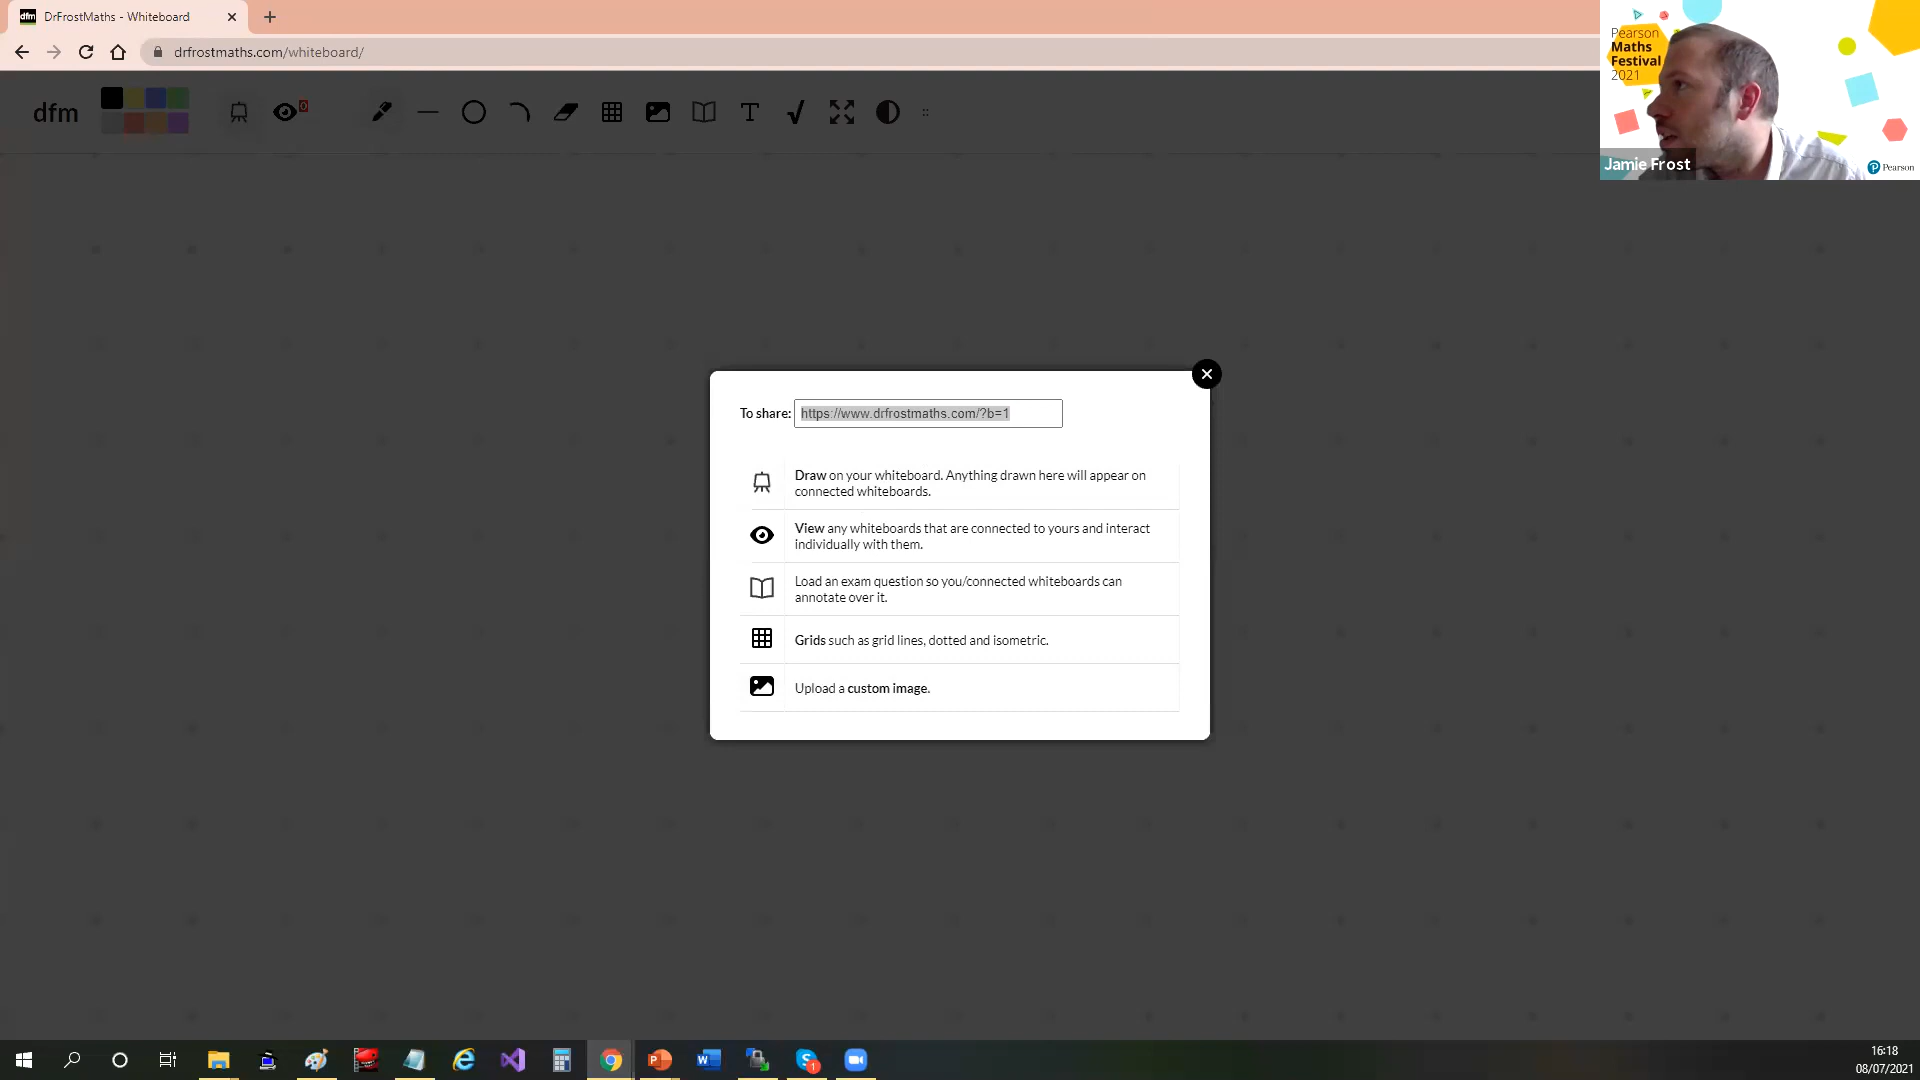 dfm DrFrostMaths - Whiteboard
drfrostmaths.com/whiteboard/
Pearson
Maths
Festival
2021
Jamie Frost
Pearson
dfm
0
T
To share: https://www.drfrostmaths.com/?b=1
Draw on your whiteboard. Anything drawn here will appear on
connected whiteboards.
View any whiteboards that are connected to yours and interact
individually with them.
Load an exam question so you/connected whiteboards can
annotate over it.
Grids such as grid lines, dotted and isometric.
Upload a custom image.
16:18
08/07/2021